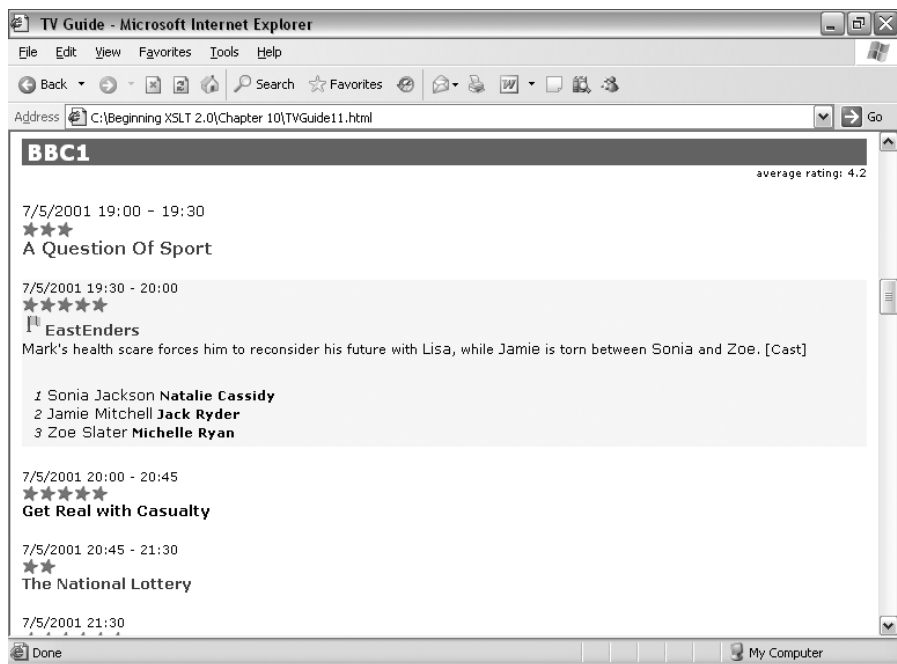 TV Guide - Microsoft Internet Explorer
File Edit View Favorites Tools Help
Back Search Favorites W
Address C:\Beginning XSLT 2.0\Chapter 10\TVGuide11.html Go
BBC1
average rating: 4.2
7/5/2001 19:00 - 19:30
A Question Of Sport
7/5/2001 19:30 - 20:00
EastEnders
Mark's health scare forces him to reconsider his future with Lisa, while Jamie is torn between Sonia and Zoe. [Cast]
1 Sonia Jackson Natalie Cassidy
2 Jamie Mitchell Jack Ryder
3 Zoe Slater Michelle Ryan
7/5/2001 20:00 - 20:45
Get Real with Casualty
7/5/2001 20:45 - 21:30
The National Lottery
7/5/2001 21:30
Done My Computer